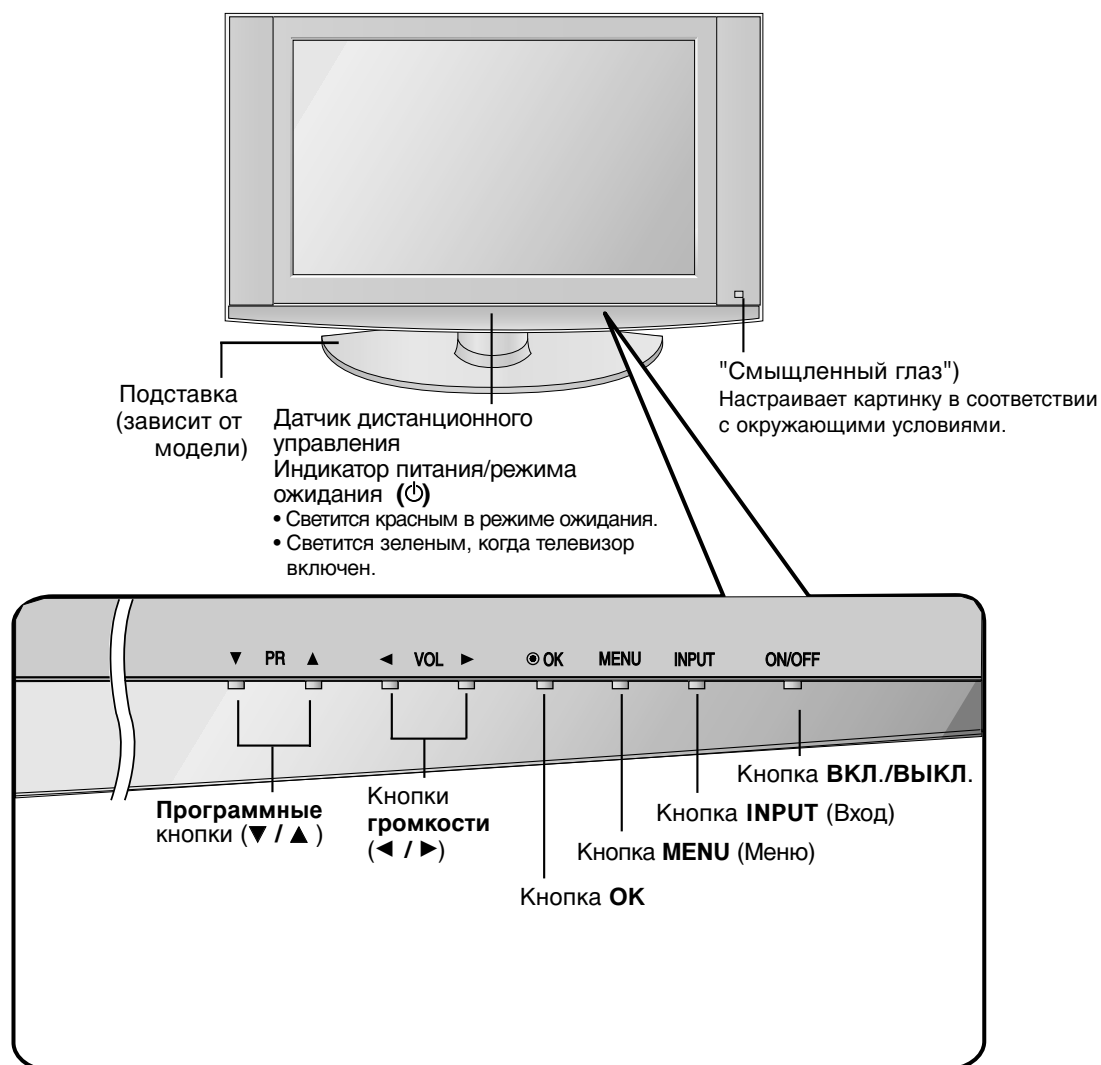 Подставка
(зависит от
модели)
Датчик дистанционного
управления
Индикатор питания/режима
ожидания (⏻)
• Светится красным в режиме ожидания.
• Светится зеленым, когда телевизор
включен.
"Смыщленный глаз")
Настраивает картинку в соответствии
с окружающими условиями.
▼ PR ▲ ◄ VOL ► ◉ OK MENU INPUT ON/OFF
Программные
кнопки (▼ / ▲ )
Кнопки
громкости
(◄ / ►)
Кнопка OK
Кнопка MENU (Меню)
Кнопка INPUT (Вход)
Кнопка ВКЛ./ВЫКЛ.